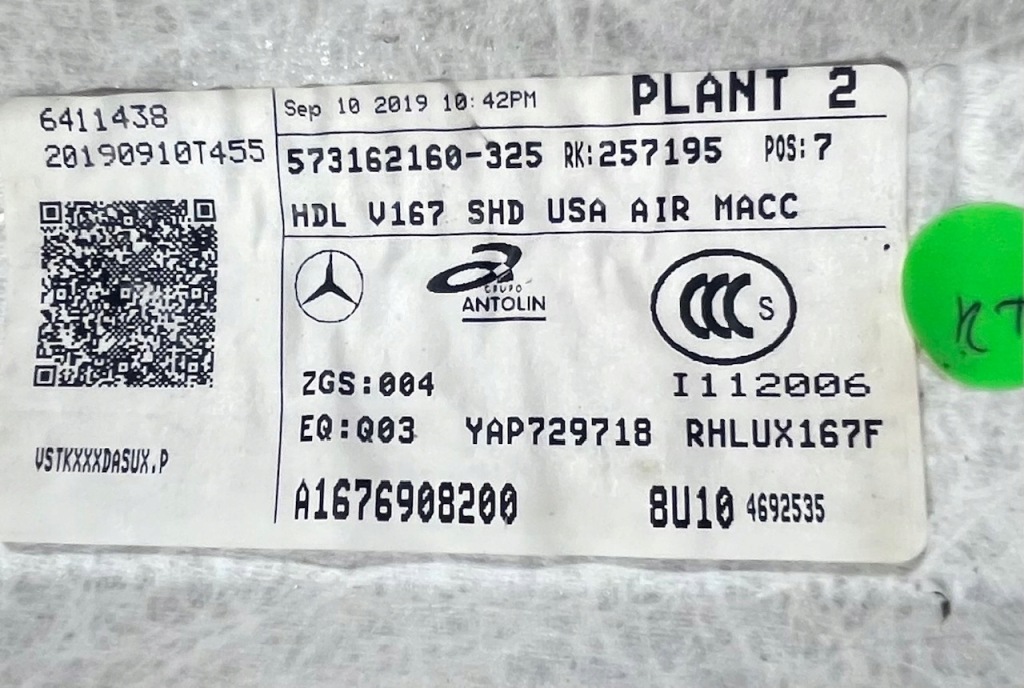 6411438
20190910T455
VSTKXXXDASUX.P
Sep 10 2019 10:42PM PLANT 2
573162160-325 RK:257195 POS:7
HDL V167 SHD USA AIR MACC
GRUPO
ANTOLIN
CCC S
ZGS:004 I112006
EQ:Q03 YAP729718 RHLUX167F
A1676908200 8U10 4692535